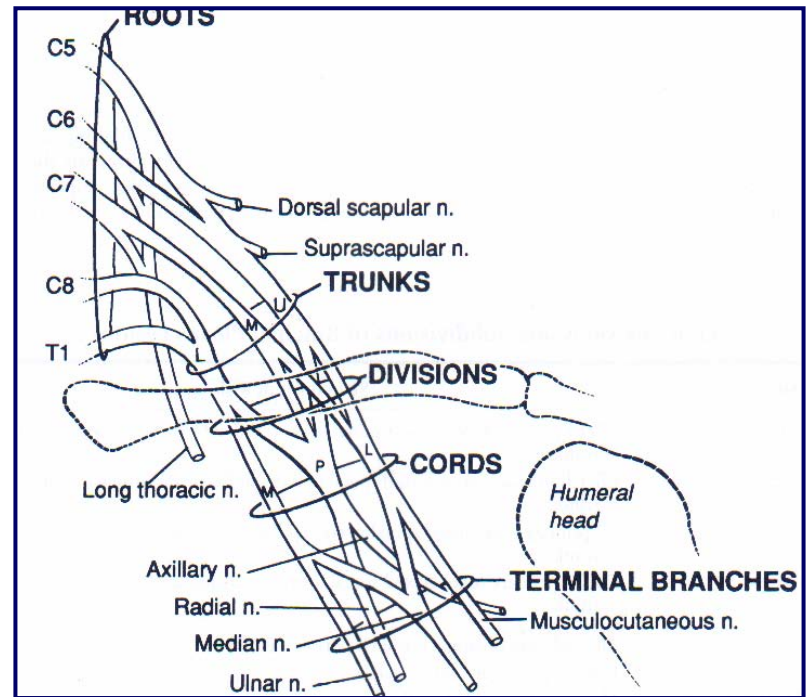 ROOTS
C5
C6
C7
C8
T1
Dorsal scapular n.
Suprascapular n.
TRUNKS
U
M
L
DIVISIONS
CORDS
L
P
M
Long thoracic n.
Humeral
head
Axillary n.
Radial n.
Median n.
Ulnar n.
TERMINAL BRANCHES
Musculocutaneous n.